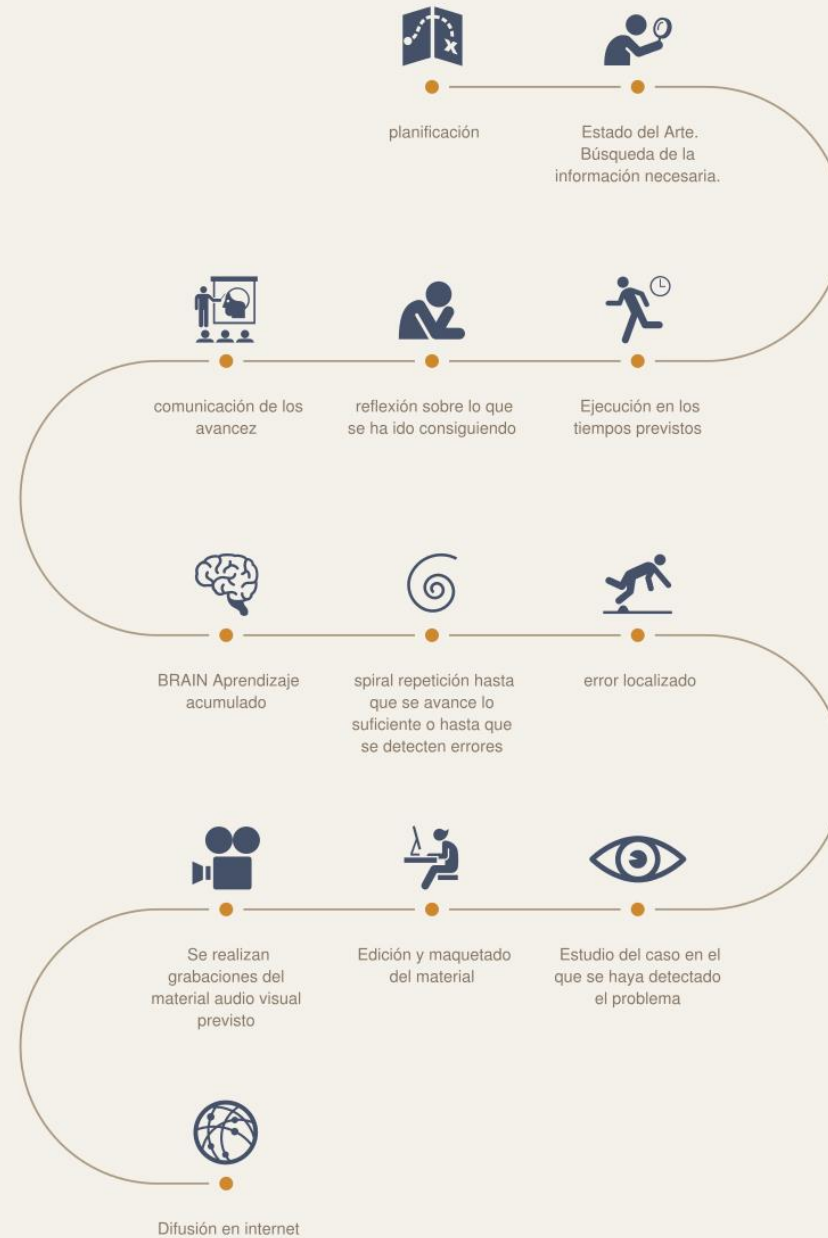 planificación
Estado del Arte.
Búsqueda de la
información necesaria.
Ejecución en los
tiempos previstos
reflexión sobre lo que
se ha ido consiguiendo
comunicación de los
avancez
BRAIN Aprendizaje
acumulado
spiral repetición hasta
que se avance lo
suficiente o hasta que
se detecten errores
error localizado
Estudio del caso en el
que se haya detectado
el problema
Edición y maquetado
del material
Se realizan
grabaciones del
material audio visual
previsto
Difusión en internet